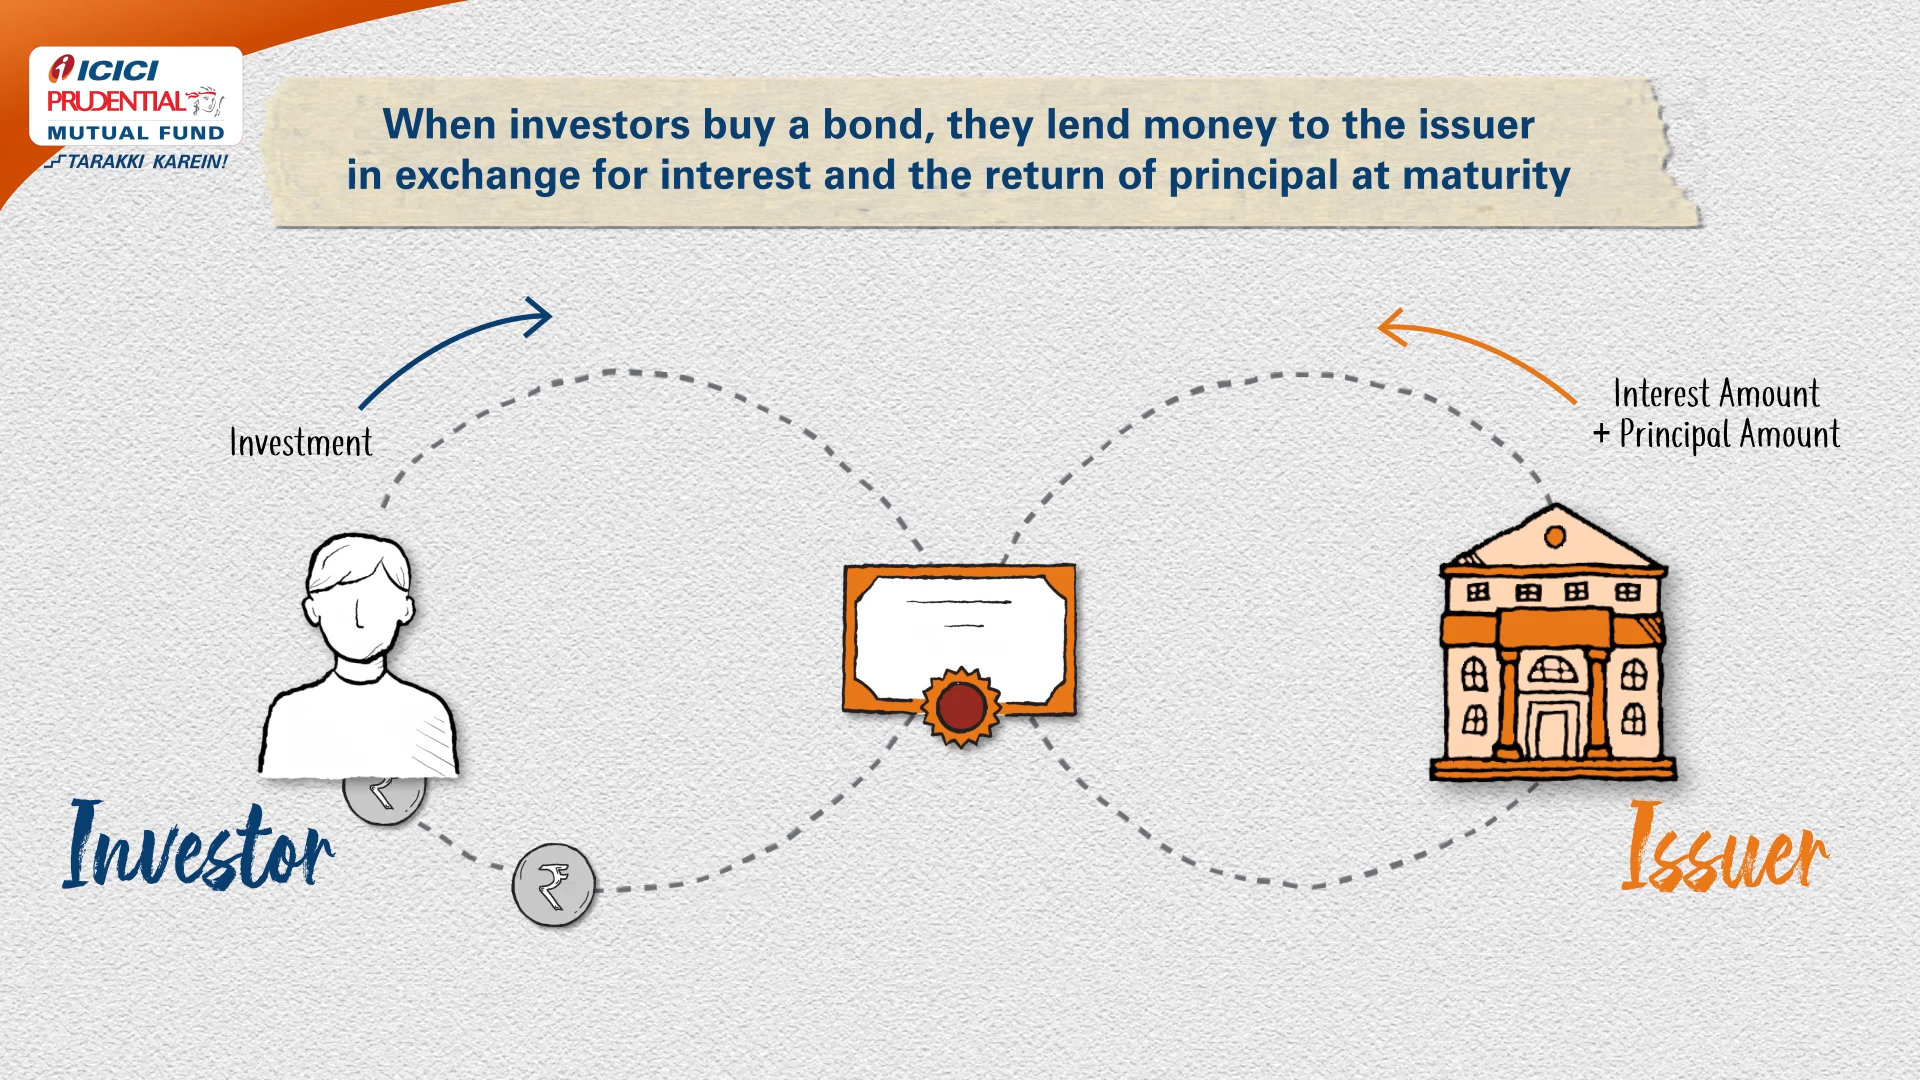 ICICI
PRUDENTIAL
MUTUAL FUND
TARAKKI KAREIN!
When investors buy a bond, they lend money to the issuer
in exchange for interest and the return of principal at maturity
Investment
Interest Amount
+ Principal Amount
₹
₹
Investor
Issuer